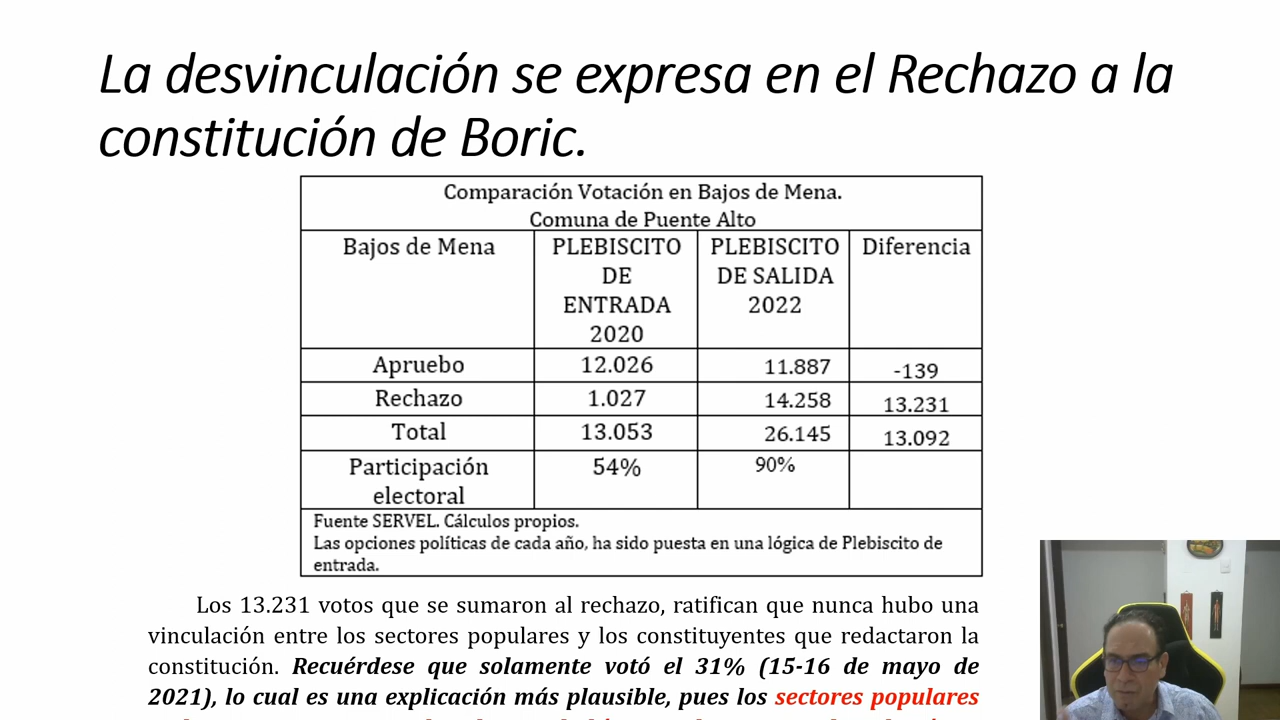 La desvinculación se expresa en el Rechazo a la
constitución de Boric.
Comparación Votación en Bajos de Mena.
Comuna de Puente Alto
Bajos de Mena
PLEBISCITO
DE
ENTRADA
2020
PLEBISCITO
DE SALIDA
2022
Diferencia
Apruebo 12.026 11.887 -139
Rechazo 1.027 14.258 13.231
Total 13.053 26.145 13.092
Participación
electoral
54% 90%
Fuente SERVEL. Cálculos propios.
Las opciones políticas de cada año, ha sido puesta en una lógica de Plebiscito de
entrada.
Los 13.231 votos que se sumaron al rechazo, ratifican que nunca hubo una
vinculación entre los sectores populares y los constituyentes que redactaron la
constitución. Recuérdese que solamente votó el 31% (15-16 de mayo de
2021), lo cual es una explicación más plausible, pues los sectores populares